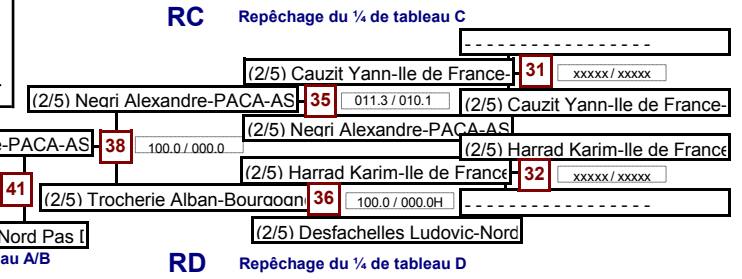 RC Repêchage du ¼ de tableau C
- - - - - - - - - - - - - - - - -
(2/5) Cauzit Yann-Ile de France- 31 xxxxx / xxxxx
(2/5) Negri Alexandre-PACA-AS 35 011.3 / 010.1 (2/5) Cauzit Yann-Ile de France-
(2/5) Negri Alexandre-PACA-AS
e-PACA-AS 38 100.0 / 000.0 (2/5) Harrad Karim-Ile de France
(2/5) Harrad Karim-Ile de France 32 xxxxx / xxxxx
41 (2/5) Trocherie Alban-Bourgogn 36 100.0 / 000.0H - - - - - - - - - - - - - - - - -
Nord Pas D (2/5) Desfachelles Ludovic-Nord
au A/B RD Repêchage du ¼ de tableau D